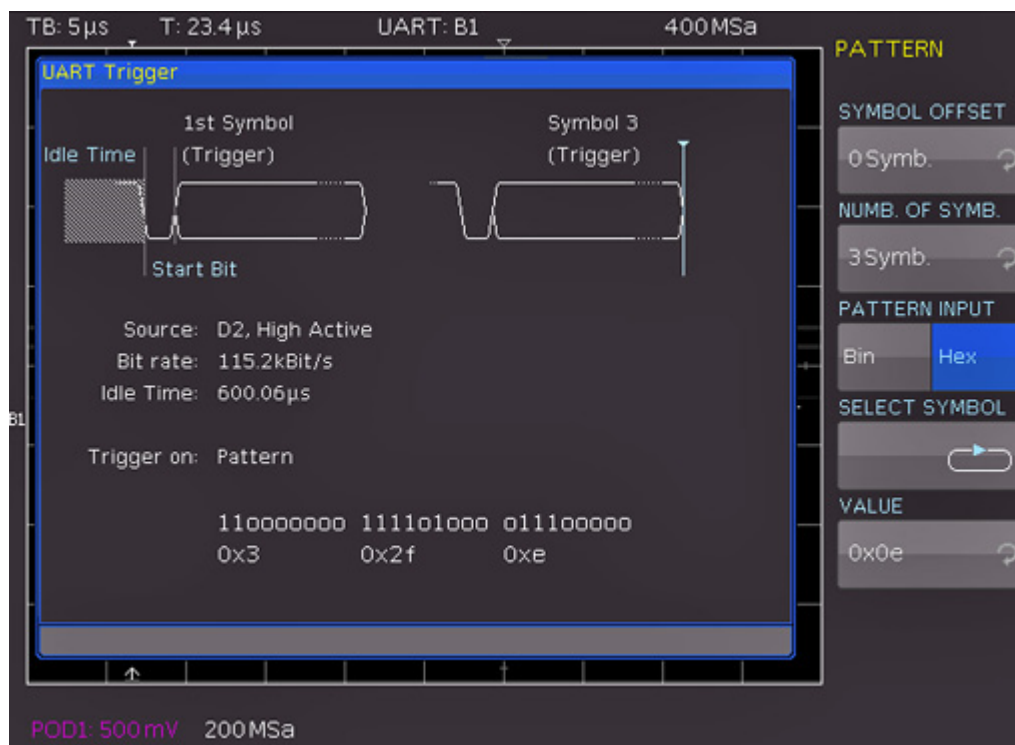 TB: 5µs T: 23.4µs UART: B1 400MSa
PATTERN
UART Trigger
1st Symbol Symbol 3
Idle Time (Trigger) (Trigger)
Start Bit
Source: D2, High Active
Bit rate: 115.2kBit/s
Idle Time: 600.06µs
Trigger on: Pattern
110000000 111101000 011100000
0x3 0x2f 0xe
B1
SYMBOL OFFSET
0Symb.
NUMB. OF SYMB.
3Symb.
PATTERN INPUT
Bin Hex
SELECT SYMBOL
VALUE
0x0e
POD1: 500mV 200MSa